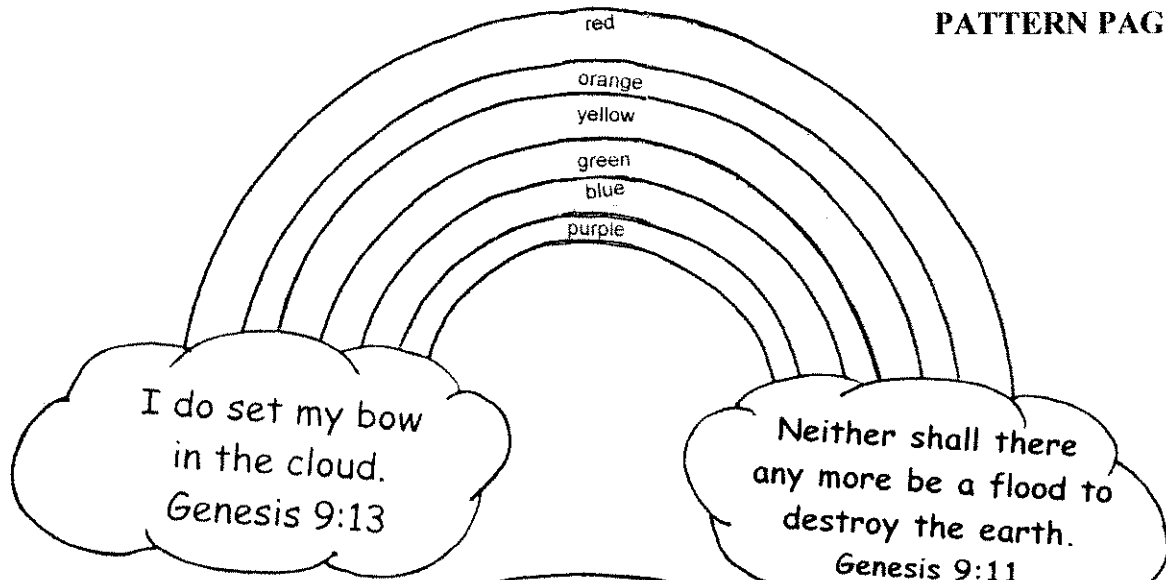 PATTERN PAG
red
orange
yellow
green
blue
purple
I do set my bow
in the cloud.
Genesis 9:13
Neither shall there
any more be a flood to
destroy the earth.
Genesis 9:11